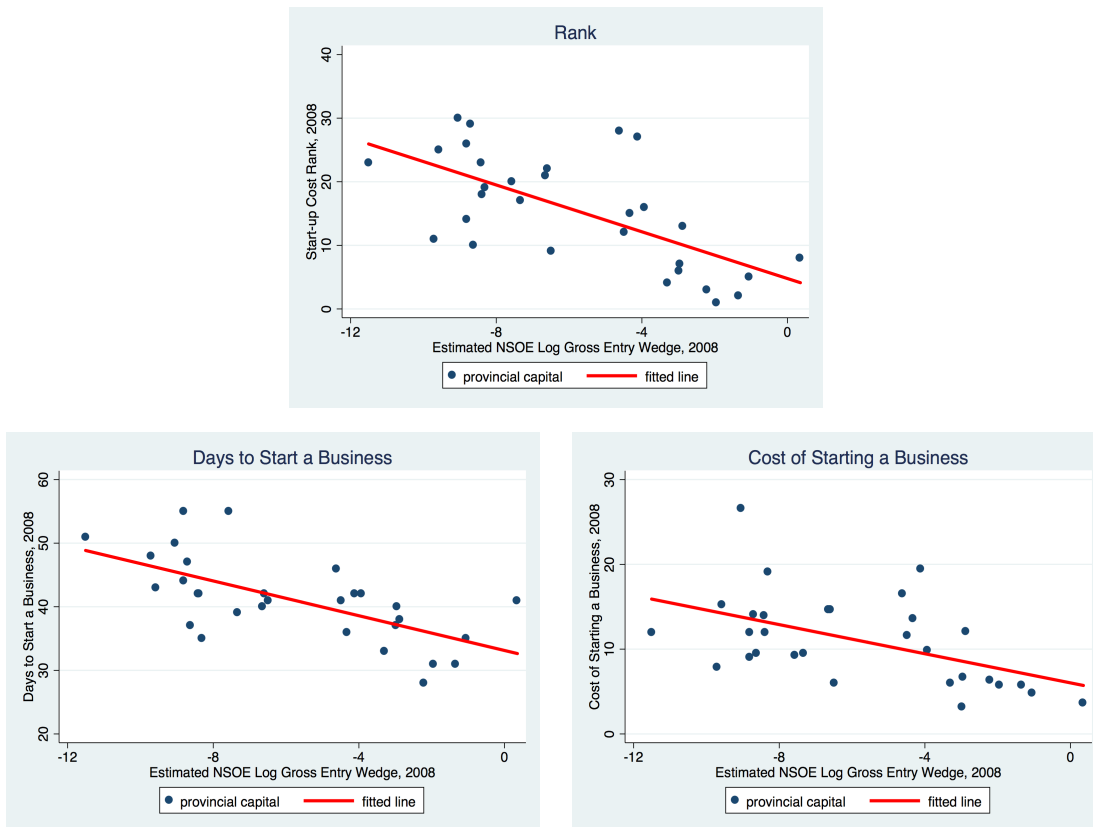 Rank
Start-up Cost Rank, 2008
40
30
20
10
0
-12 -8 -4 0
Estimated NSOE Log Gross Entry Wedge, 2008
provincial capital fitted line
Days to Start a Business
Days to Start a Business, 2008
60
50
40
30
20
-12 -8 -4 0
Estimated NSOE Log Gross Entry Wedge, 2008
provincial capital fitted line
Cost of Starting a Business
Cost of Starting a Business, 2008
30
20
10
0
-12 -8 -4 0
Estimated NSOE Log Gross Entry Wedge, 2008
provincial capital fitted line